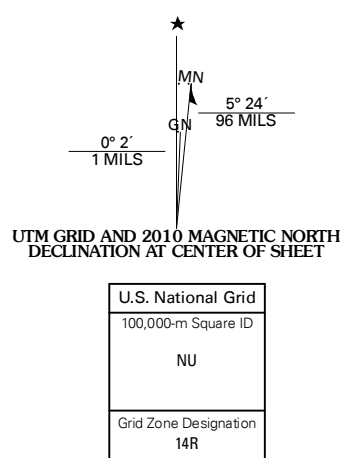 ★
MN
5° 24´
GN
96 MILS
0° 2´
1 MILS
UTM GRID AND 2010 MAGNETIC NORTH
DECLINATION AT CENTER OF SHEET
U.S. National Grid
100,000-m Square ID
NU
Grid Zone Designation
14R